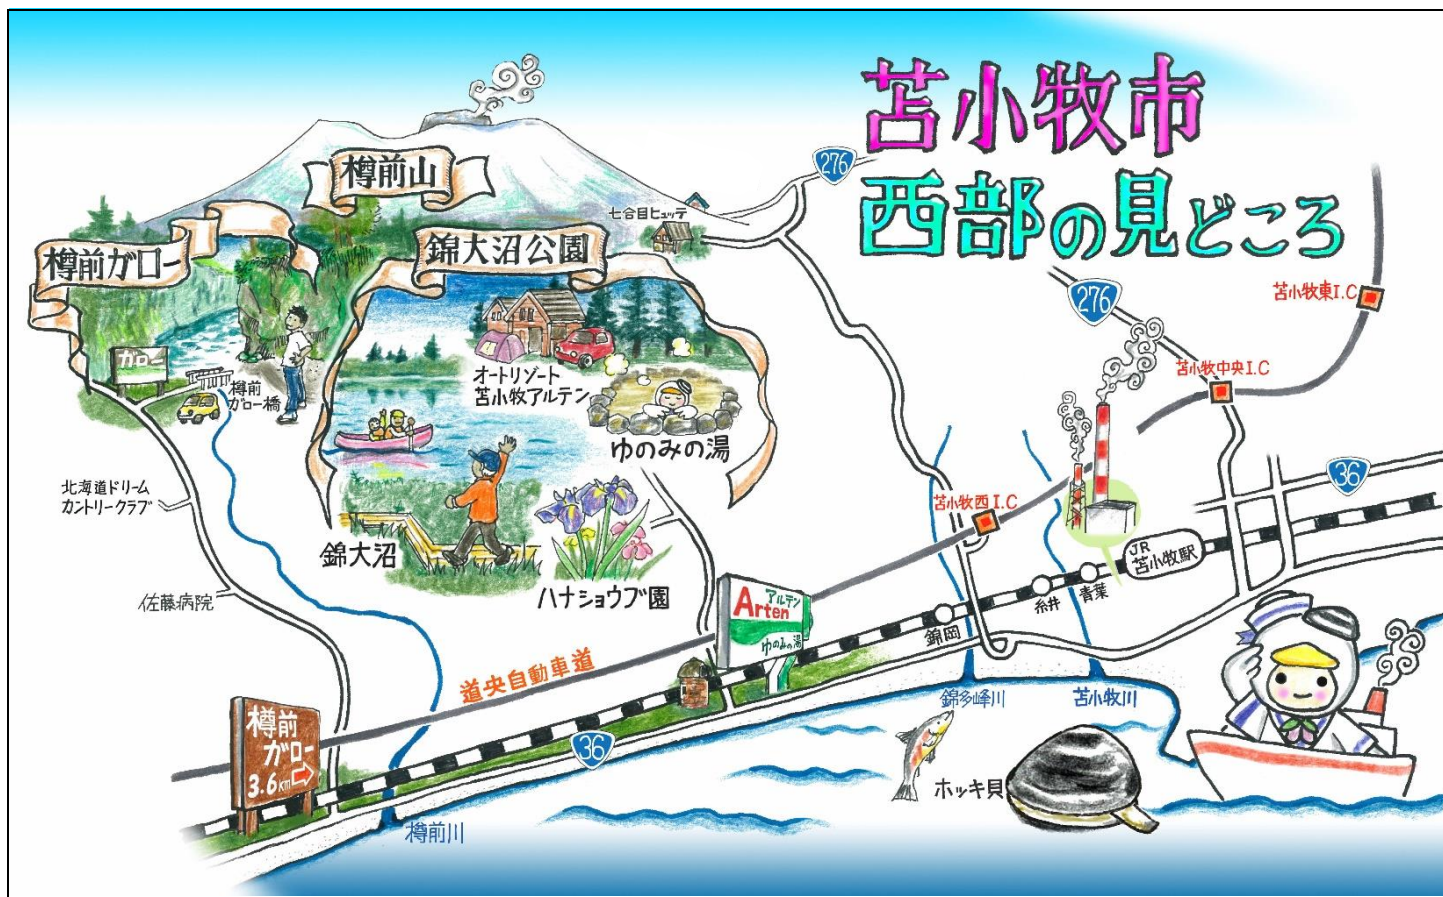 苫小牧市
西部の見どころ
樽前山
276
七合目ヒュッテ
樽前ガロー
錦大沼公園
276
苫小牧東I.C
ガロー
樽前
ガロー橋
オートリゾート
苫小牧アルテン
苫小牧中央I.C
ゆのみの湯
36
北海道ドリーム
カントリークラブ
苫小牧西I.C
錦大沼
ハナショウブ園
JR
苫小牧駅
青葉
糸井
錦岡
佐藤病院
アルテン
Arten
ゆのみの湯
道央自動車道
錦多峰川
苫小牧川
樽前
ガロー
3.6km
36
ホッキ貝
樽前川